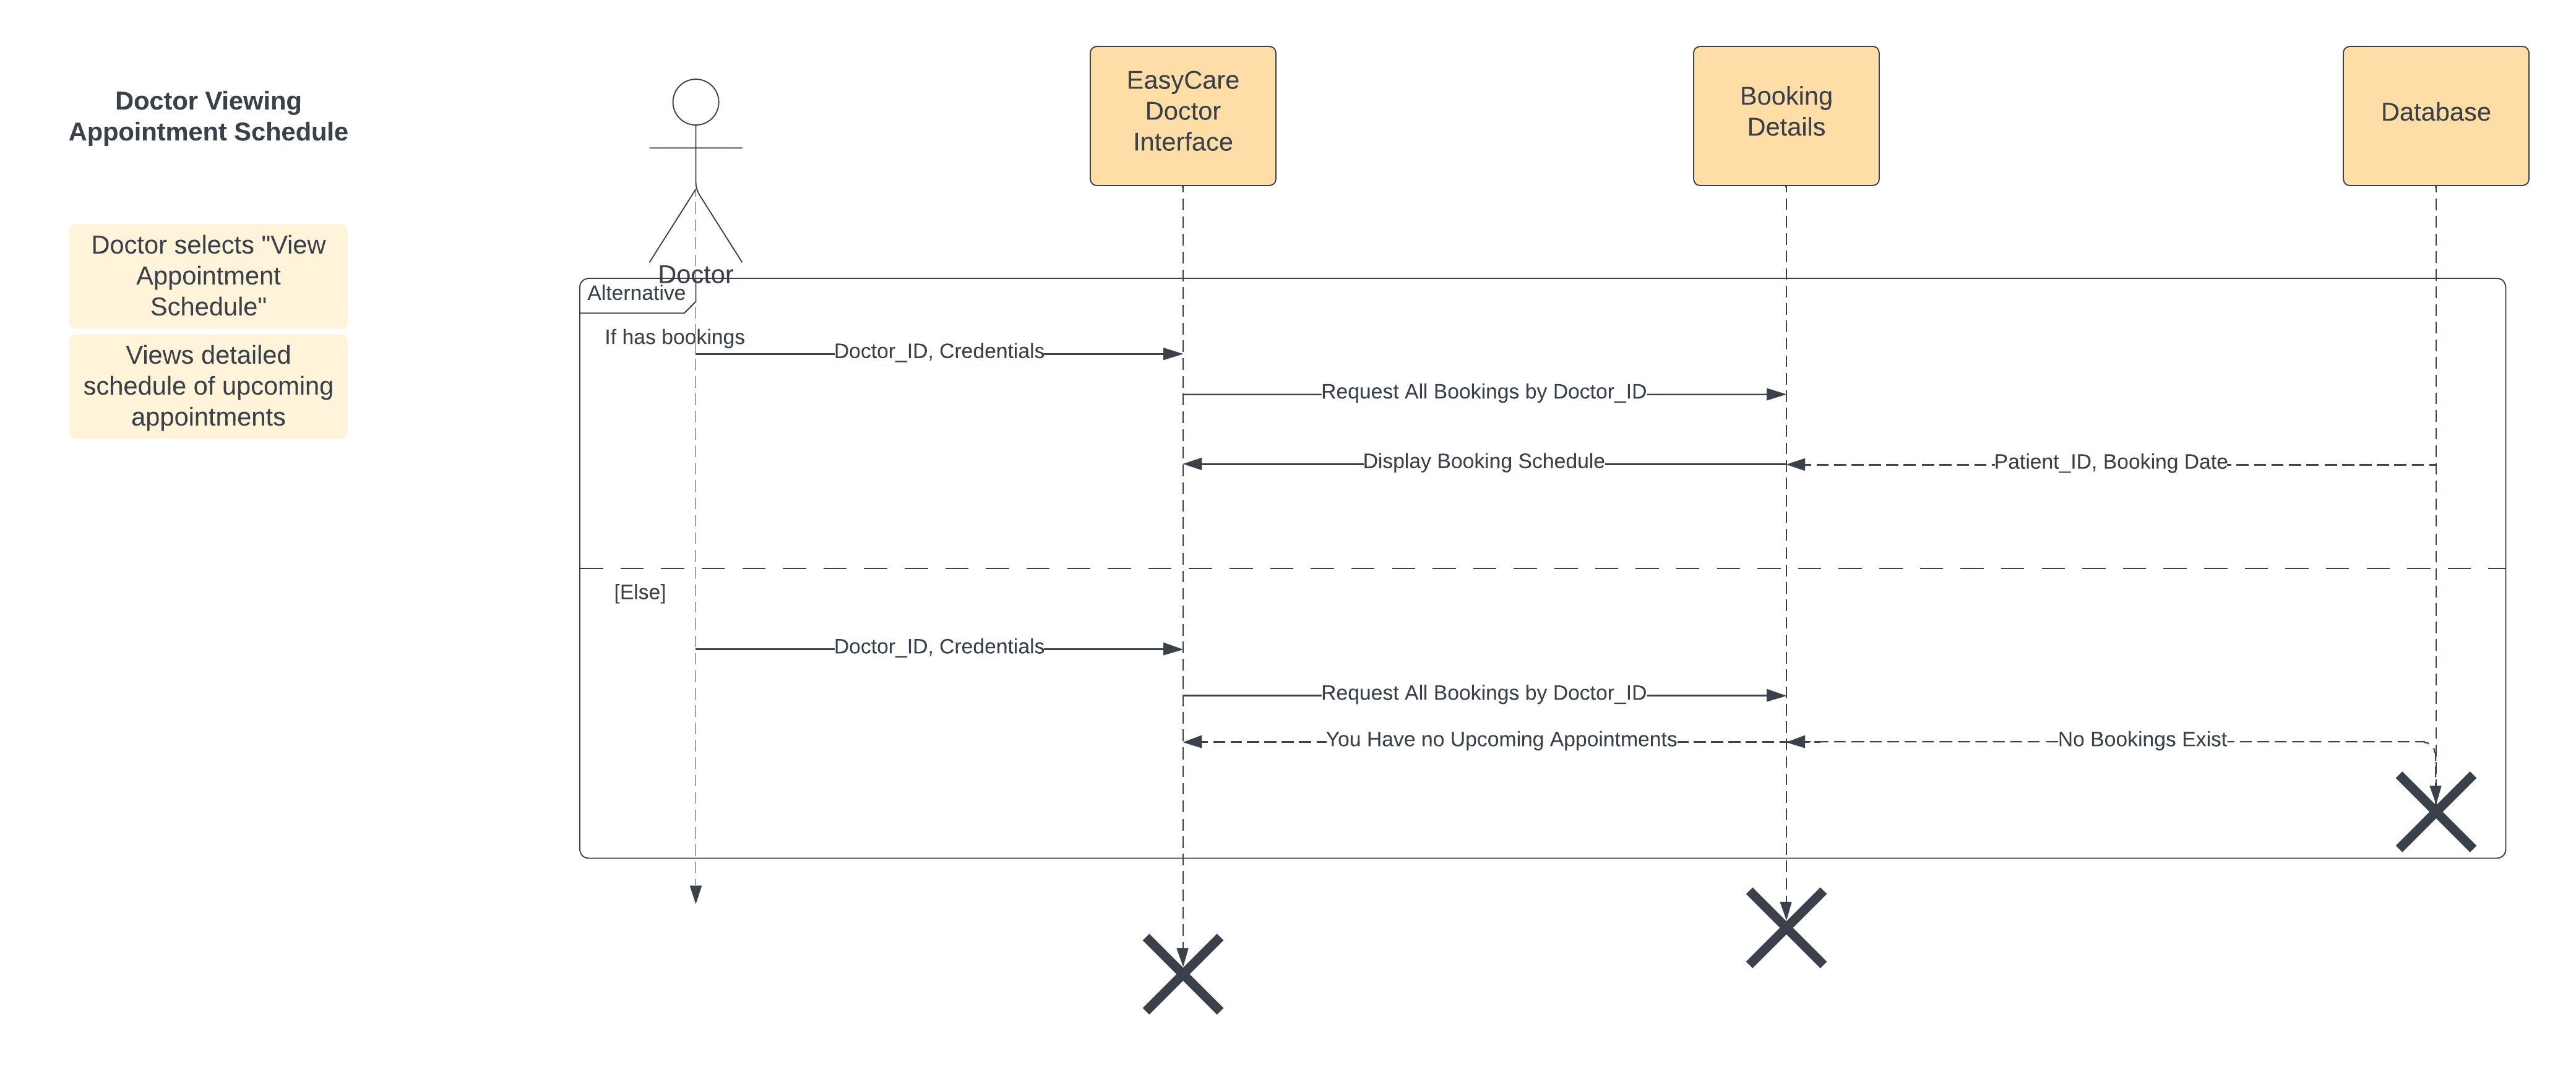 Doctor Viewing
Appointment Schedule
Doctor selects "View
Appointment
Schedule"
Views detailed
schedule of upcoming
appointments
Doctor
EasyCare
Doctor
Interface
Booking
Details
Database
Alternative
If has bookings
Doctor_ID, Credentials
Request All Bookings by Doctor_ID
Display Booking Schedule
Patient_ID, Booking Date
[Else]
Doctor_ID, Credentials
Request All Bookings by Doctor_ID
You Have no Upcoming Appointments
No Bookings Exist